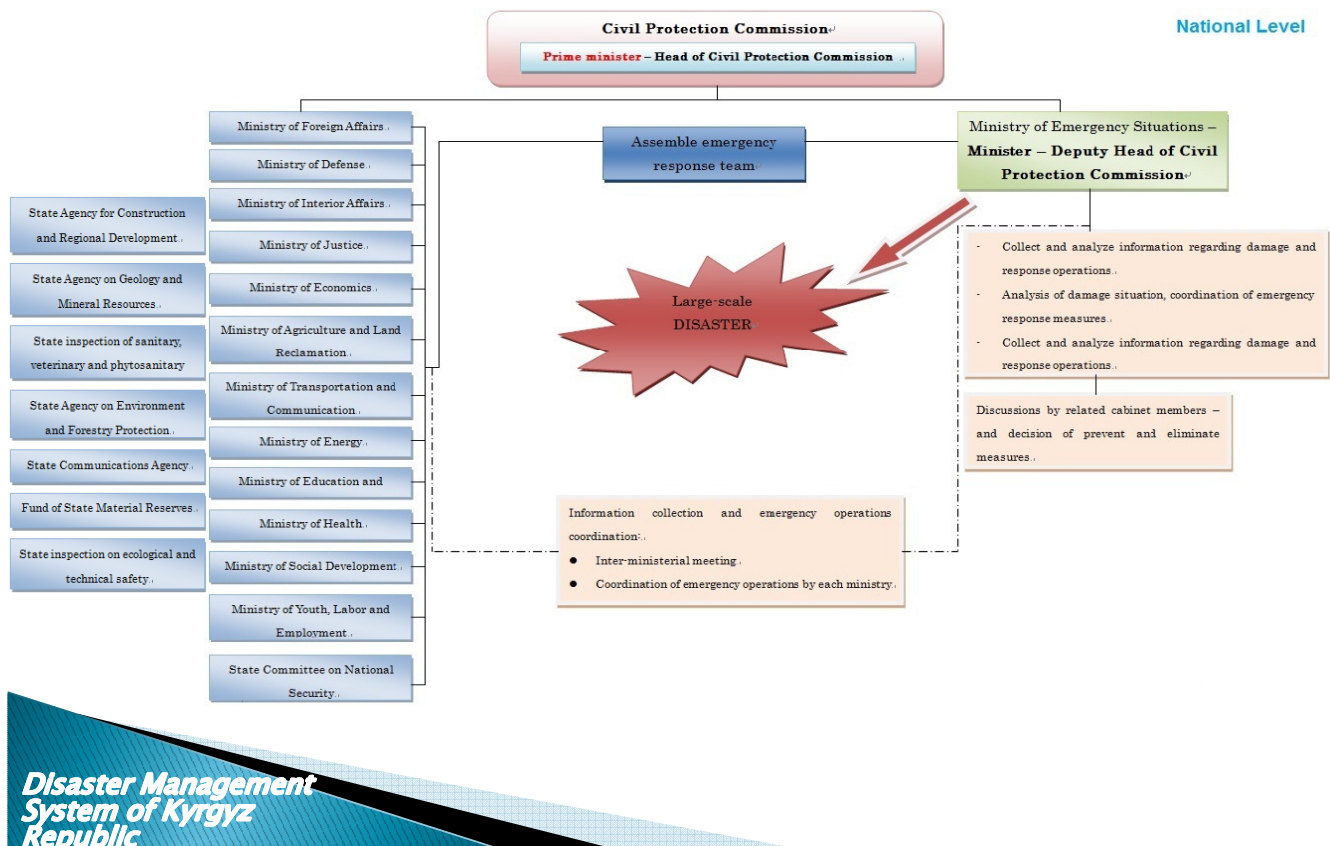 Civil Protection Commission
Prime minister – Head of Civil Protection Commission
National Level
Ministry of Foreign Affairs
Ministry of Defense
Ministry of Interior Affairs
Ministry of Justice
Ministry of Economics
Ministry of Agriculture and Land
Reclamation
Ministry of Transportation and
Communication
Ministry of Energy
Ministry of Education and
Ministry of Health
Ministry of Social Development
Ministry of Youth, Labor and
Employment
State Committee on National
Security
State Agency for Construction
and Regional Development
State Agency on Geology and
Mineral Resources
State inspection of sanitary,
veterinary and phytosanitary
State Agency on Environment
and Forestry Protection
State Communications Agency
Fund of State Material Reserves
State inspection on ecological and
technical safety
Assemble emergency
response team
Ministry of Emergency Situations –
Minister – Deputy Head of Civil
Protection Commission
Large-scale
DISASTER
- Collect and analyze information regarding damage and
response operations.
- Analysis of damage situation, coordination of emergency
response measures
- Collect and analyze information regarding damage and
response operations.
Discussions by related cabinet members –
and decision of prevent and eliminate
measures.
Information collection and emergency operations
coordination:
● Inter-ministerial meeting
● Coordination of emergency operations by each ministry
Disaster Management
System of Kyrgyz
Republic